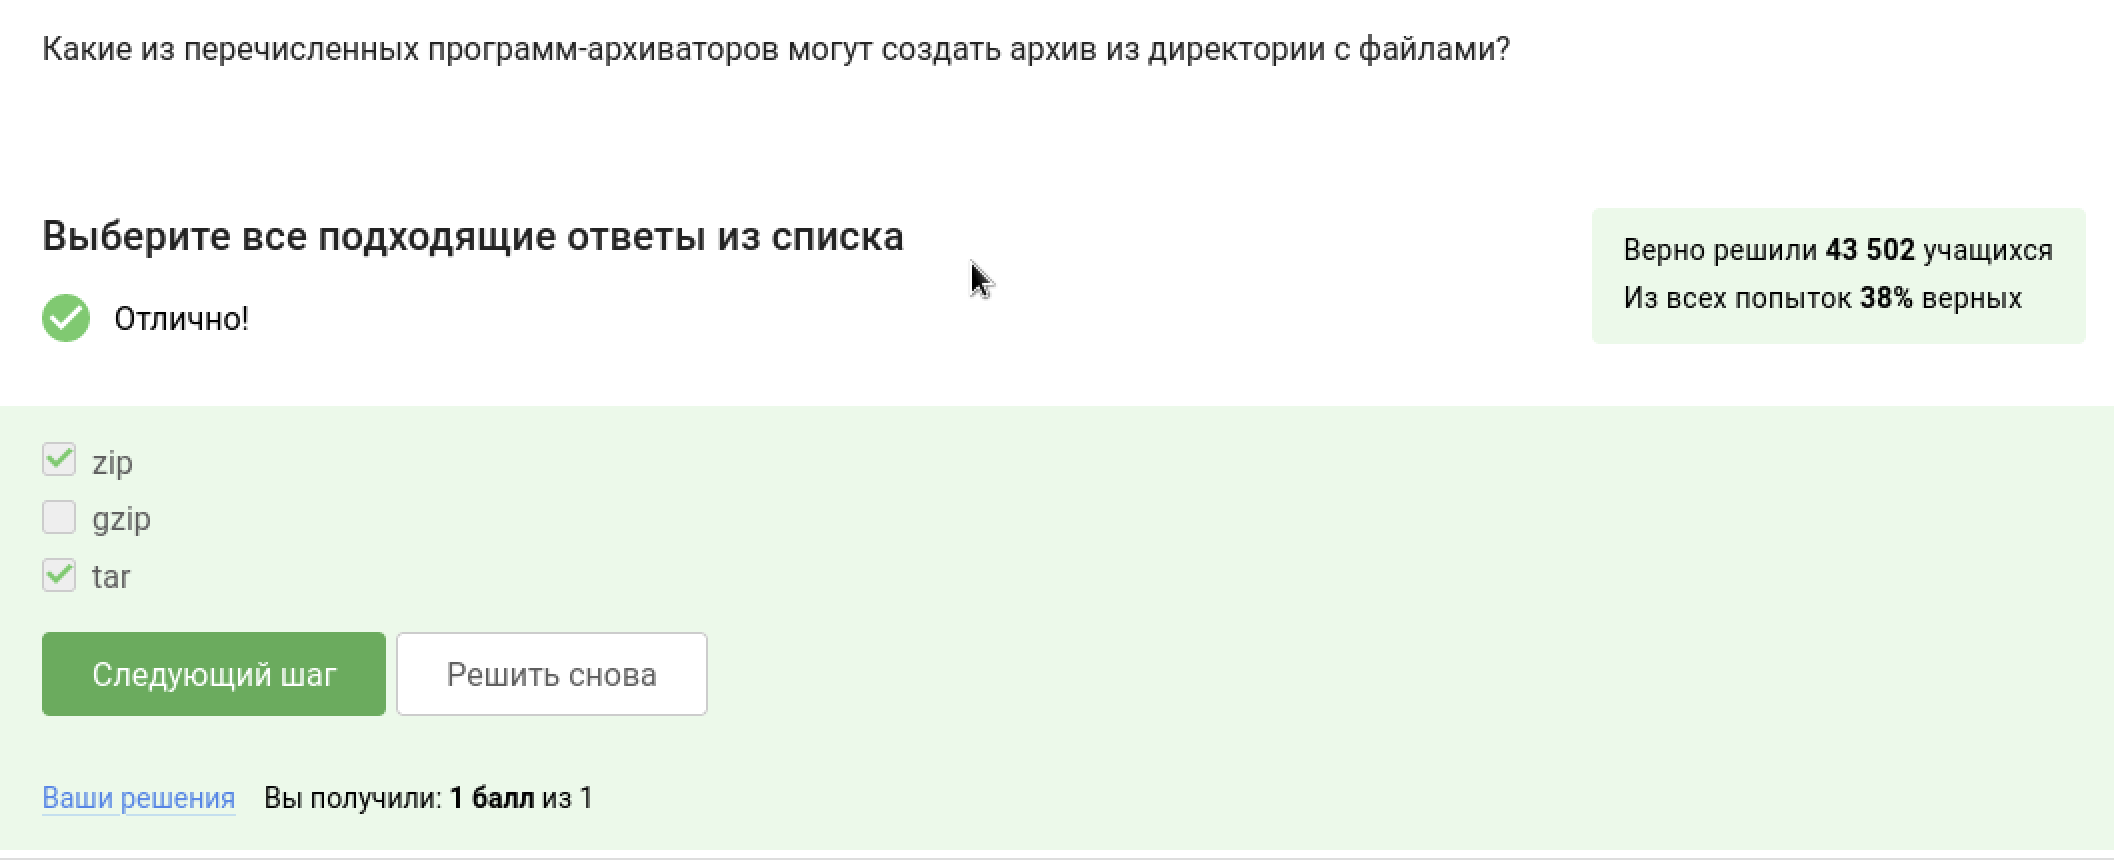 Какие из перечисленных программ-архиваторов могут создать архив из директории с файлами?
Выберите все подходящие ответы из списка
Отлично!
Верно решили 43 502 учащихся
Из всех попыток 38% верных
zip
gzip
tar
Следующий шаг
Решить снова
Ваши решения Вы получили: 1 балл из 1